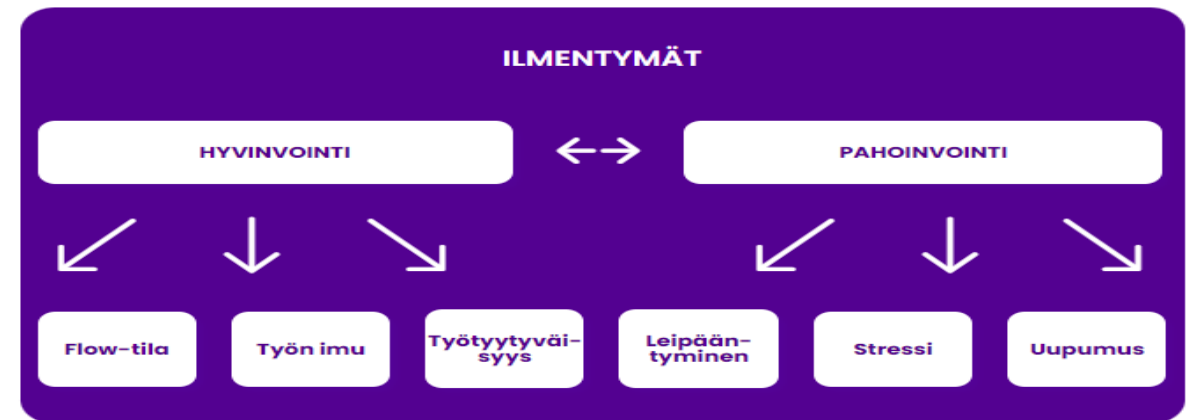 ILMENTYMÄT
HYVINVOINTI
PAHOINVOINTI
Flow-tila
Työn imu
Työtyytyväi-
syys
Leipään-
tyminen
Stressi
Uupumus